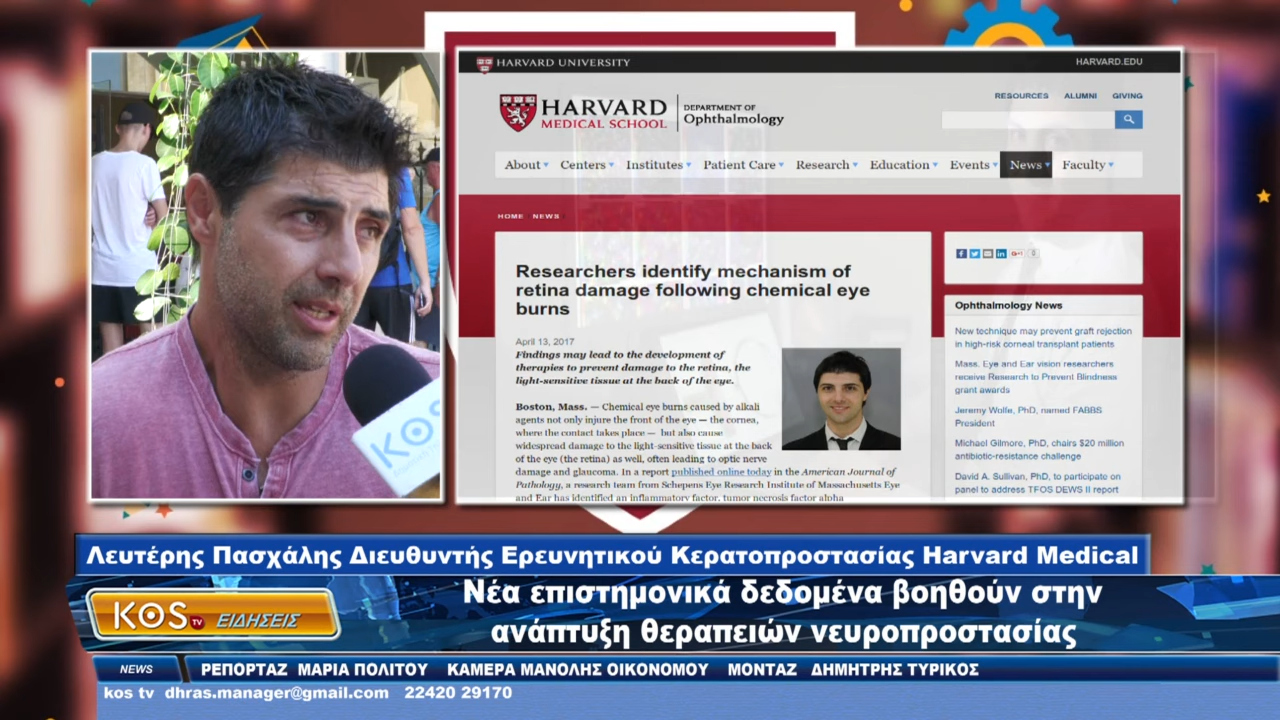 HARVARD UNIVERSITY
HARVARD.EDU
RESOURCES ALUMNI GIVING
HARVARD
MEDICAL SCHOOL
DEPARTMENT OF
Ophthalmology
About Centers Institutes Patient Care Research Education Events News Faculty
HOME NEWS
Researchers identify mechanism of
retina damage following chemical eye
burns
April 13, 2017
Findings may lead to the development of
therapies to prevent damage to the retina, the
light-sensitive tissue at the back of the eye.
Boston, Mass. — Chemical eye burns caused by alkali
agents not only injure the front of the eye — the cornea,
where the contact takes place — but also cause
widespread damage to the light-sensitive tissue at the back
of the eye (the retina) as well, often leading to optic nerve
damage and glaucoma. In a report published online today in the American Journal of
Pathology, a research team from Schepens Eye Research Institute of Massachusetts Eye
and Ear has identified an inflammatory factor, tumor necrosis factor alpha
0
Ophthalmology News
New technique may prevent graft rejection
in high-risk corneal transplant patients
Mass. Eye and Ear vision researchers
receive Research to Prevent Blindness
grant awards
Jeremy Wolfe, PhD, named FABBS
President
Michael Gilmore, PhD, chairs $20 million
antibiotic-resistance challenge
David A. Sullivan, PhD, to participate on
panel to address TFOS DEWS II report
KOS
Λευτέρης Πασχάλης Διευθυντής Ερευνητικού Κερατοπροστασίας Harvard Medical
KOS TV ΕΙΔΗΣΕΙΣ
Νέα επιστημονικά δεδομένα βοηθούν στην
ανάπτυξη θεραπειών νευροπροστασίας
NEWS
ΡΕΠΟΡΤΑΖ ΜΑΡΙΑ ΠΟΛΙΤΟΥ ΚΑΜΕΡΑ ΜΑΝΟΛΗΣ ΟΙΚΟΝΟΜΟΥ ΜΟΝΤΑΖ ΔΗΜΗΤΡΗΣ ΤΥΡΙΚΟΣ
kos tv dhras.manager@gmail.com 22420 29170